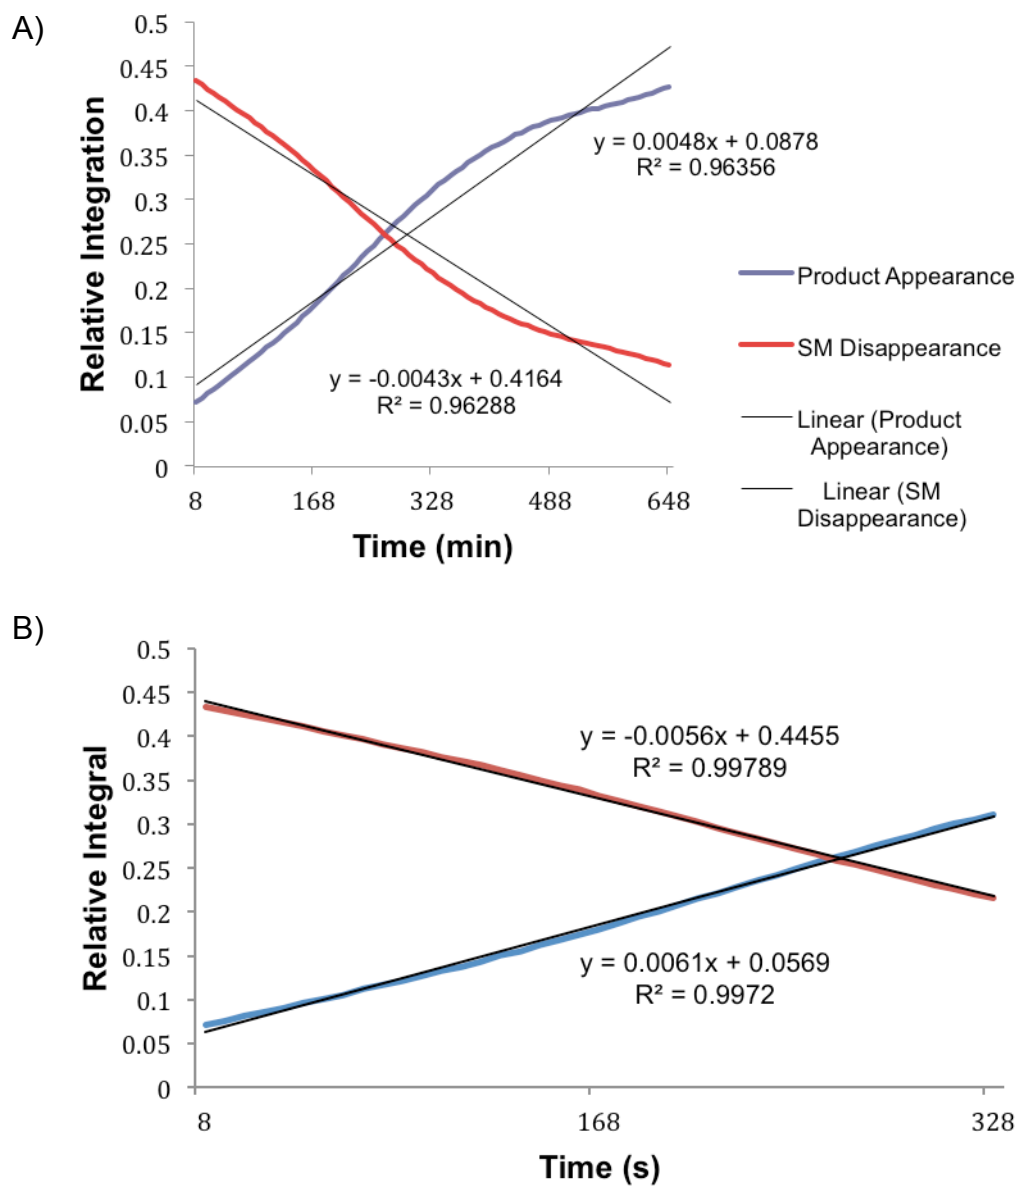 A)
Relative Integration
0.5
0.45
0.4
0.35
0.3
0.25
0.2
0.15
0.1
0.05
0
y = 0.0048x + 0.0878
R² = 0.96356
y = -0.0043x + 0.4164
R² = 0.96288
8 168 328 488 648
Time (min)
Product Appearance
SM Disappearance
Linear (Product
Appearance)
Linear (SM
Disappearance)
B)
Relative Integral
0.5
0.45
0.4
0.35
0.3
0.25
0.2
0.15
0.1
0.05
0
y = -0.0056x + 0.4455
R² = 0.99789
y = 0.0061x + 0.0569
R² = 0.9972
8 168 328
Time (s)